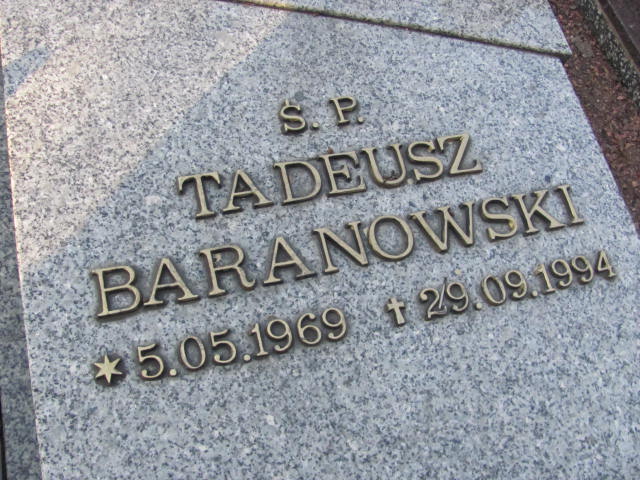 Ś. P.
TADEUSZ
BARANOWSKI
5.05.1969 29.09.1994